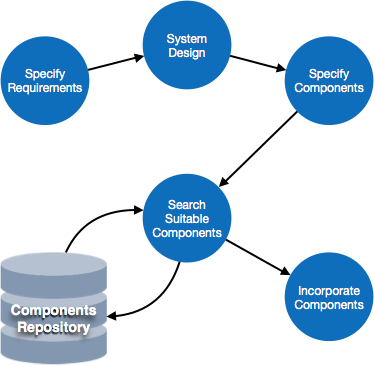 Specify
Requirements
System
Design
Specify
Components
Search
Suitable
Components
Components
Repository
Incorporate
Components